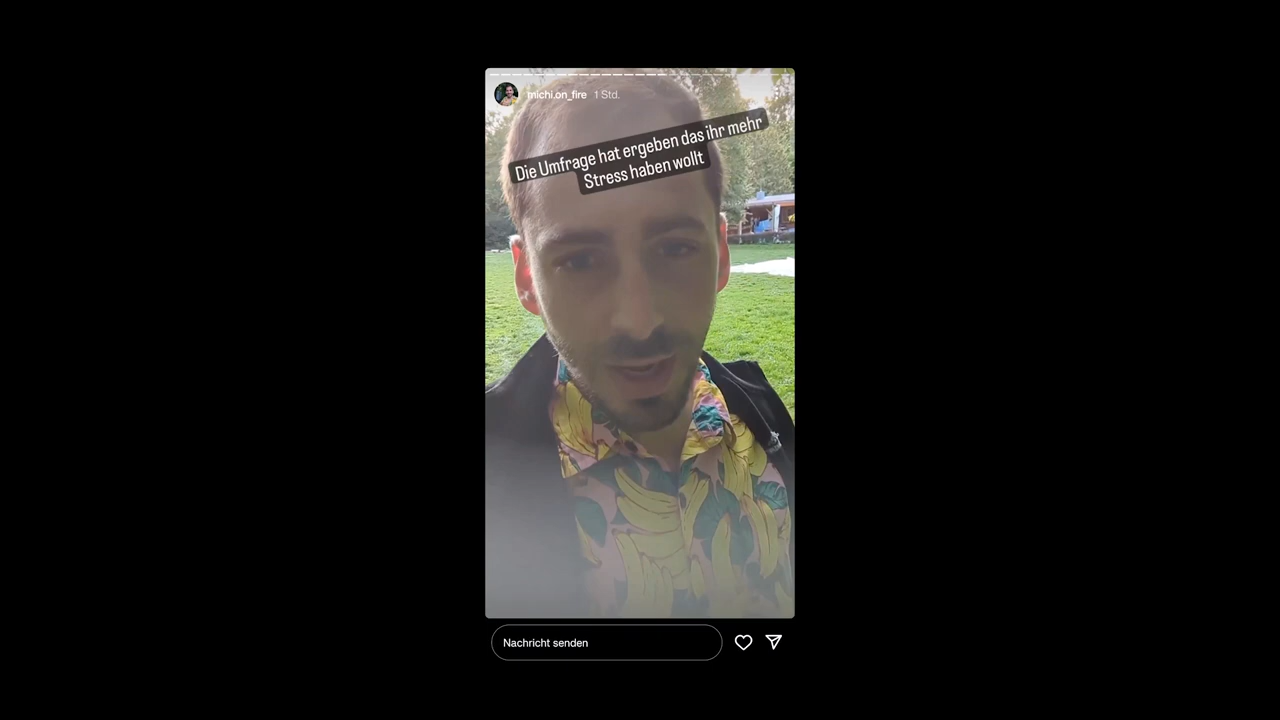 michi.on_fire 1 Std.
Die Umfrage hat ergeben das ihr mehr
Stress haben wollt
Nachricht senden